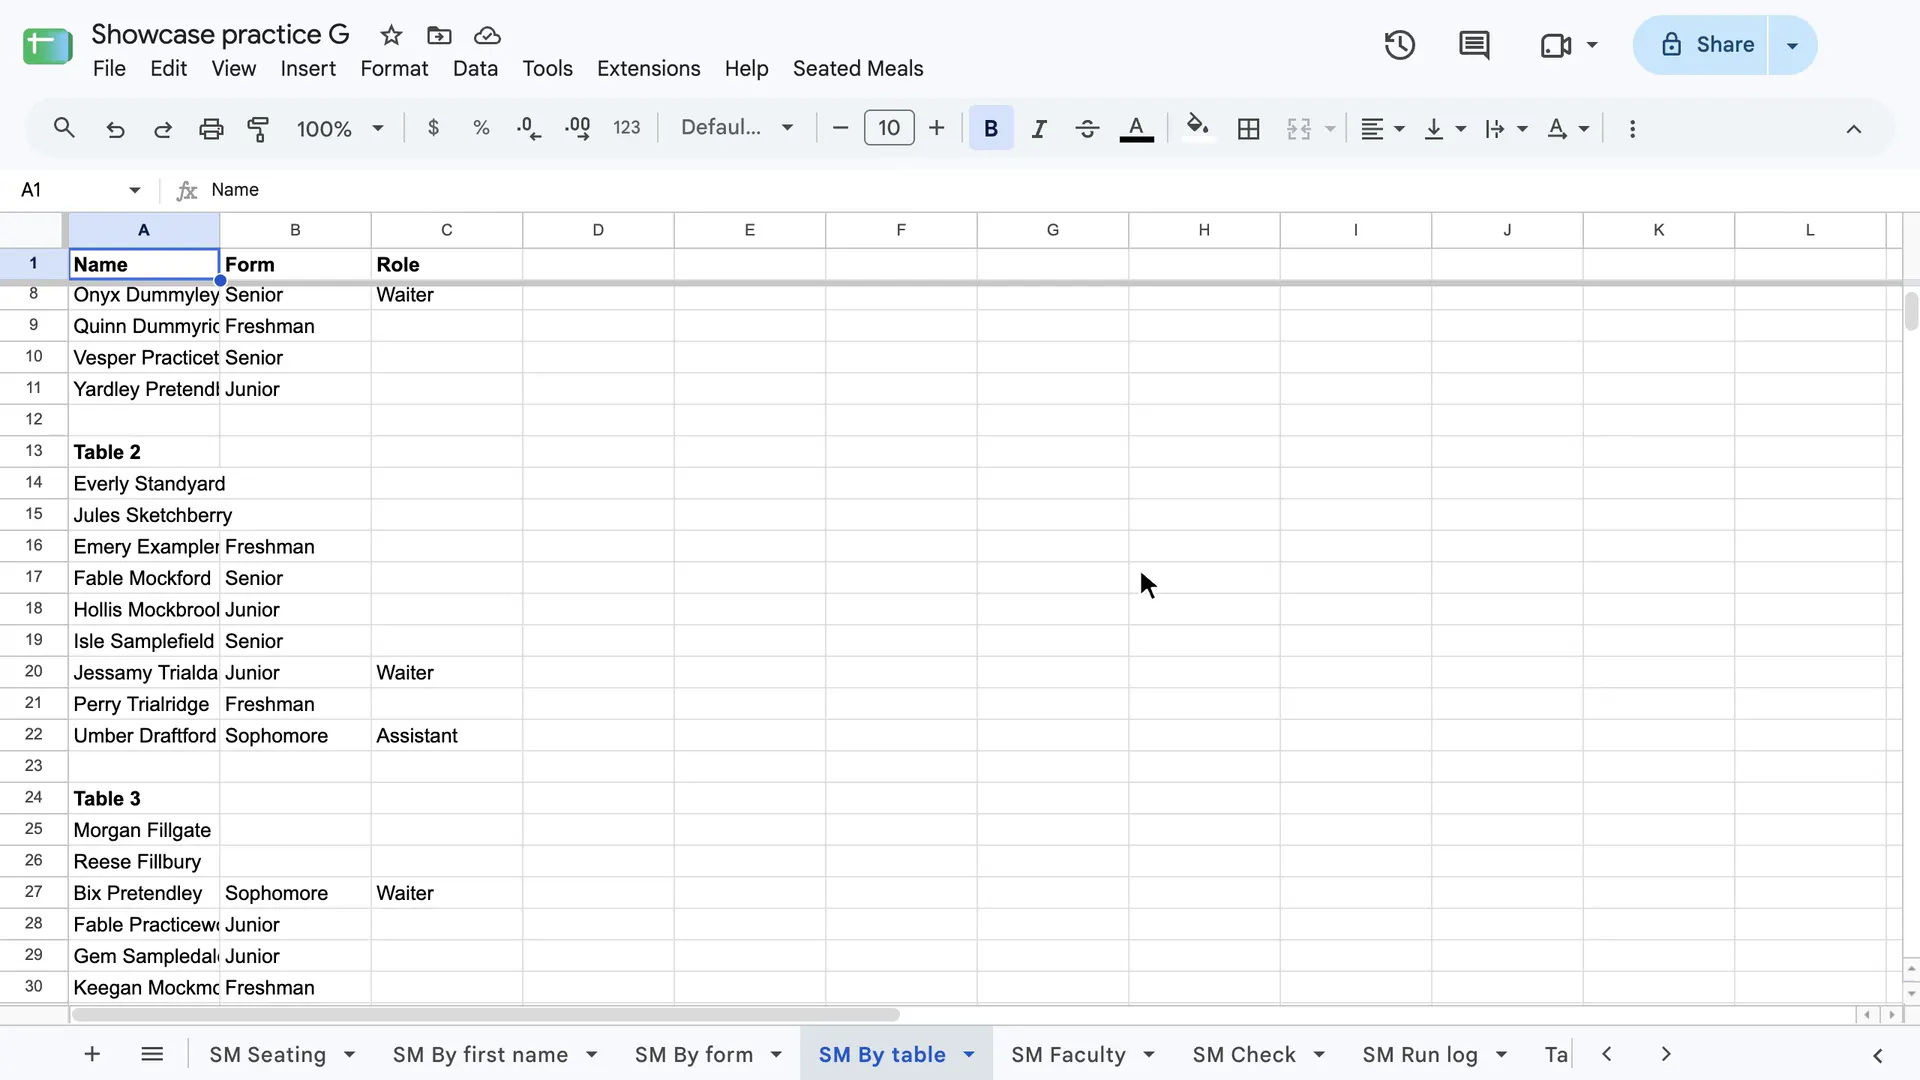 Showcase practice G
File Edit View Insert Format Data Tools Extensions Help Seated Meals
Share
100% $ % .0 .00 123 Defaul... 10 B I A
A1 Name
A B C D E F G H I J K L
1 Name Form Role
8 Onyx Dummyley Senior Waiter
9 Quinn Dummyric Freshman
10 Vesper Practicet Senior
11 Yardley Pretend Junior
12
13 Table 2
14 Everly Standyard
15 Jules Sketchberry
16 Emery Exampler Freshman
17 Fable Mockford Senior
18 Hollis Mockbrool Junior
19 Isle Samplefield Senior
20 Jessamy Trialda Junior Waiter
21 Perry Trialridge Freshman
22 Umber Draftford Sophomore Assistant
23
24 Table 3
25 Morgan Fillgate
26 Reese Fillbury
27 Bix Pretendley Sophomore Waiter
28 Fable Practicew Junior
29 Gem Sampledal Junior
30 Keegan Mockmo Freshman
SM Seating SM By first name SM By form SM By table SM Faculty SM Check SM Run log Ta